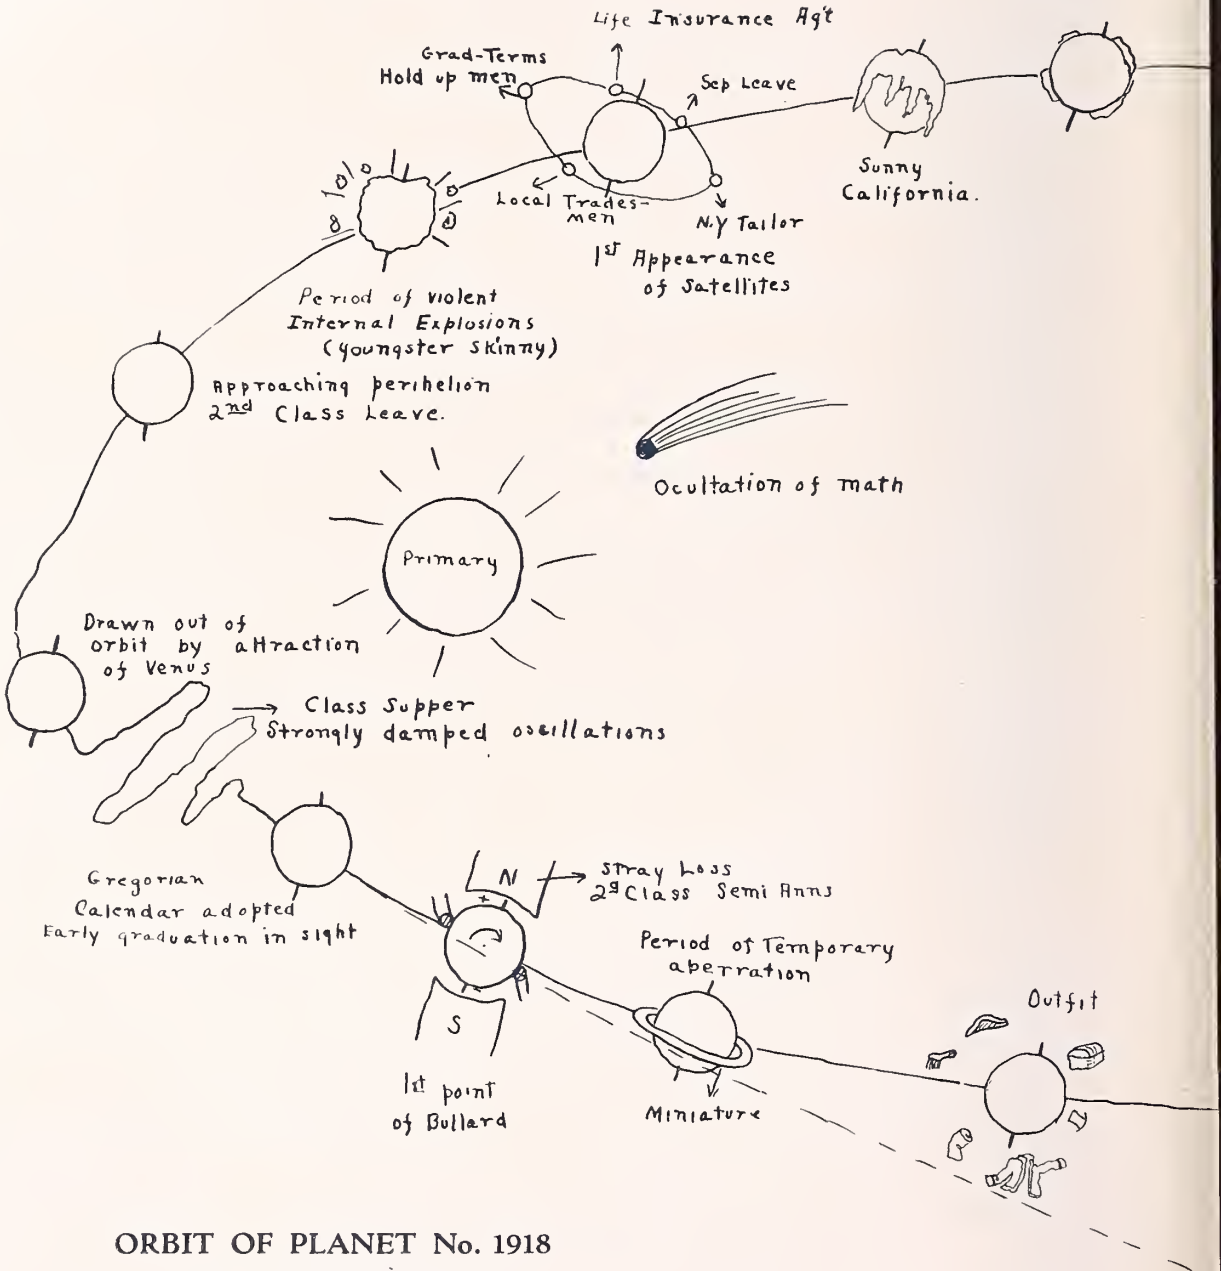 Life Insurance Ag't
Grad-Terms
Hold up men
Sep Leave
Local Trades-
men
N.Y Tailor
1st Appearance
of Satellites
Sunny
California.
Period of violent
Internal Explosions
(youngster skinny)
Approaching perihelion
2nd Class Leave.
Ocultation of math
Primary
Drawn out of
orbit by attraction
of Venus
Class Supper
Strongly damped oscillations
Gregorian
Calendar adopted
Early graduation in sight
N
S
+
-
Stray Loss
2d Class Semi Anns
1st point
of Bullard
Period of Temporary
aberration
Miniature
Outfit
ORBIT OF PLANET No. 1918